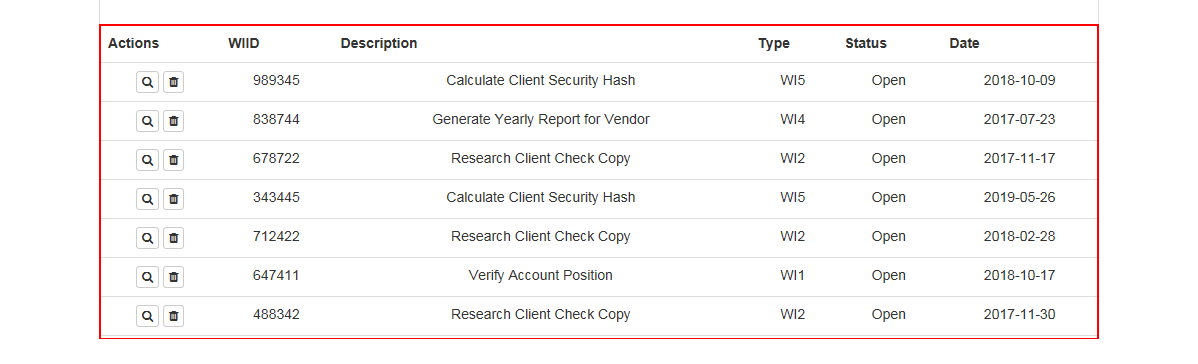 Actions WIID Description Type Status Date
989345 Calculate Client Security Hash WI5 Open 2018-10-09
838744 Generate Yearly Report for Vendor WI4 Open 2017-07-23
678722 Research Client Check Copy WI2 Open 2017-11-17
343445 Calculate Client Security Hash WI5 Open 2019-05-26
712422 Research Client Check Copy WI2 Open 2018-02-28
647411 Verify Account Position WI1 Open 2018-10-17
488342 Research Client Check Copy WI2 Open 2017-11-30